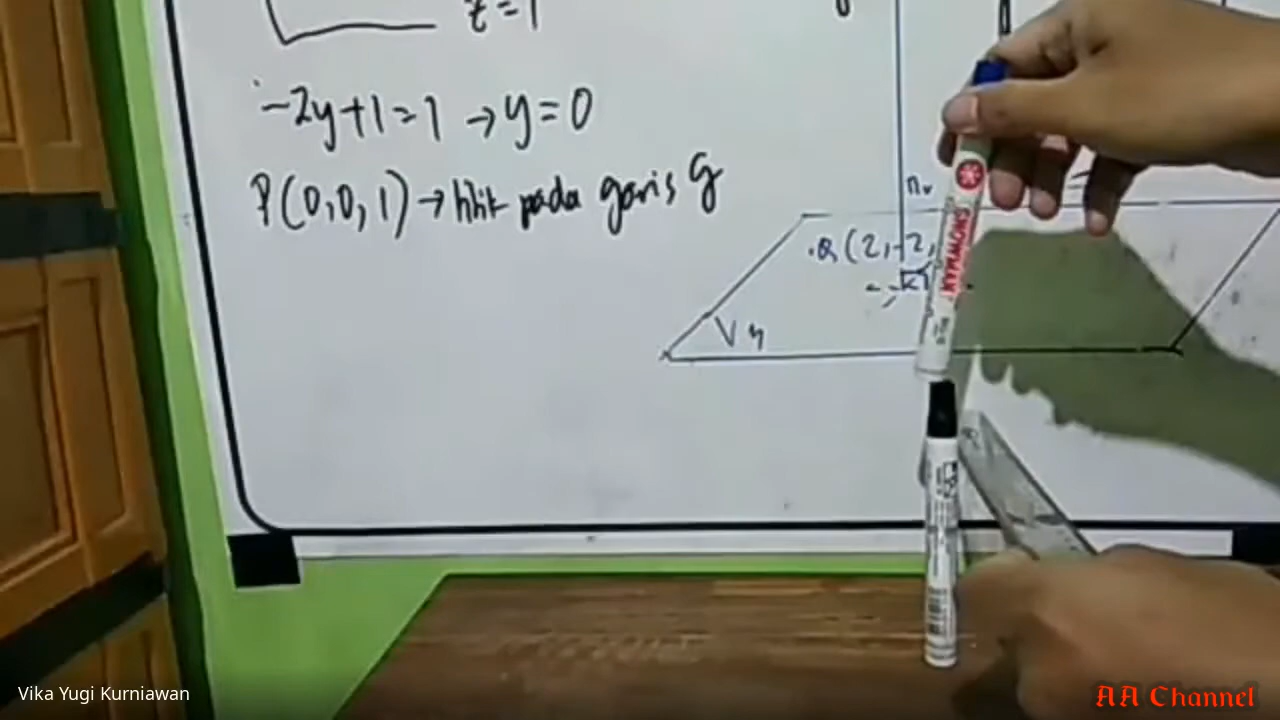 z=1
-2y+1=1 →y=0
P(0,0,1)→titik pada garis g
.Q(2,-2,
V
SNOWMAN
Vika Yugi Kurniawan
AA Channel